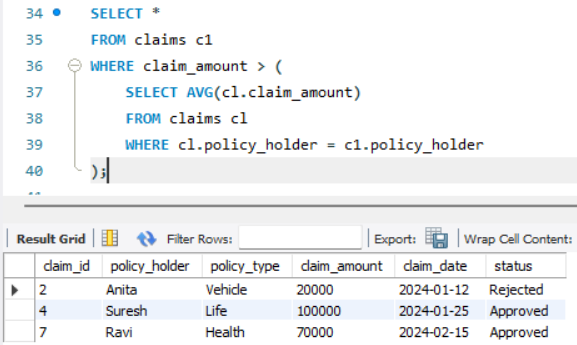 34 SELECT *
35 FROM claims c1
36 WHERE claim_amount > (
37 SELECT AVG(cl.claim_amount)
38 FROM claims cl
39 WHERE cl.policy_holder = c1.policy_holder
40 );
Result Grid Filter Rows: Export: Wrap Cell Content:
claim_id policy_holder policy_type claim_amount claim_date status
2 Anita Vehicle 20000 2024-01-12 Rejected
4 Suresh Life 100000 2024-01-25 Approved
7 Ravi Health 70000 2024-02-15 Approved